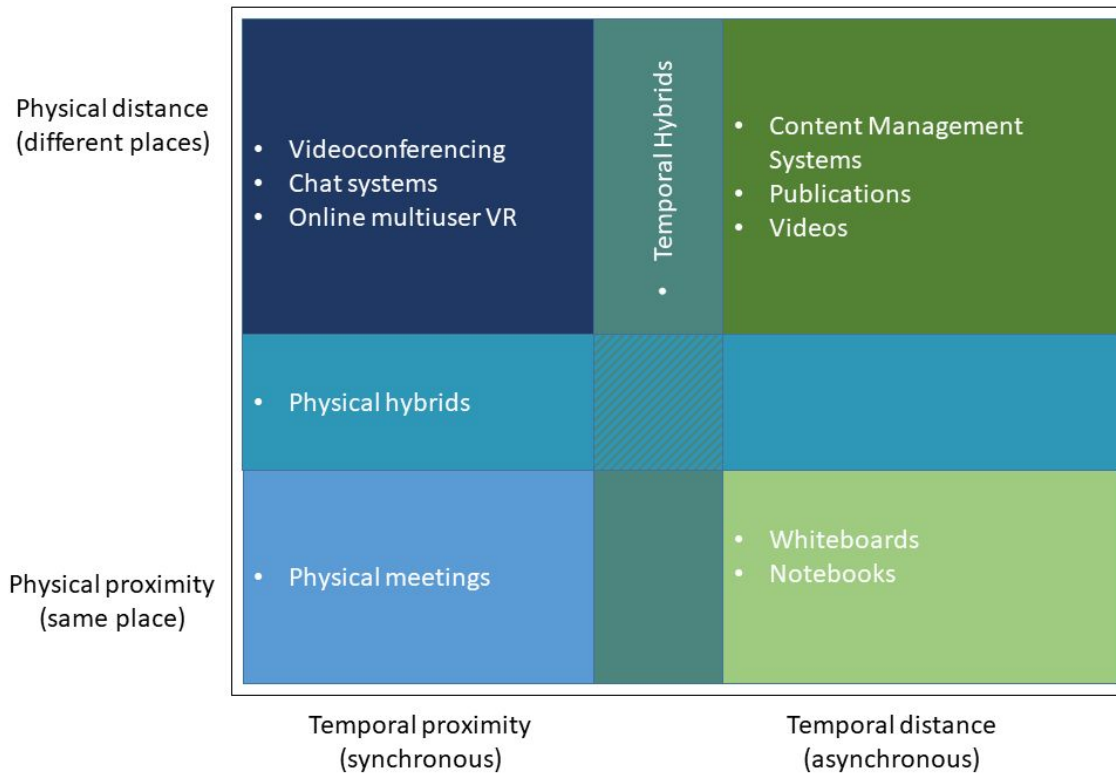 Physical distance
(different places)
• Videoconferencing
• Chat systems
• Online multiuser VR
• Temporal Hybrids
• Content Management
Systems
• Publications
• Videos
• Physical hybrids
Physical proximity
(same place)
• Physical meetings
• Whiteboards
• Notebooks
Temporal proximity
(synchronous)
Temporal distance
(asynchronous)